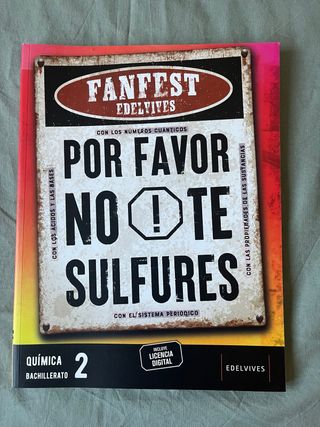 FANFEST
EDELVIVES
CON LOS NÚMEROS CUÁNTICOS
POR FAVOR
NO ! TE
SULFURES
CON LOS ÁCIDOS Y LAS BASES
CON LAS PROPIEDADES DE LAS SUSTANCIAS
CON EL SISTEMA PERIÓDICO
QUÍMICA
BACHILLERATO 2
INCLUYE
LICENCIA
DIGITAL
EDELVIVES